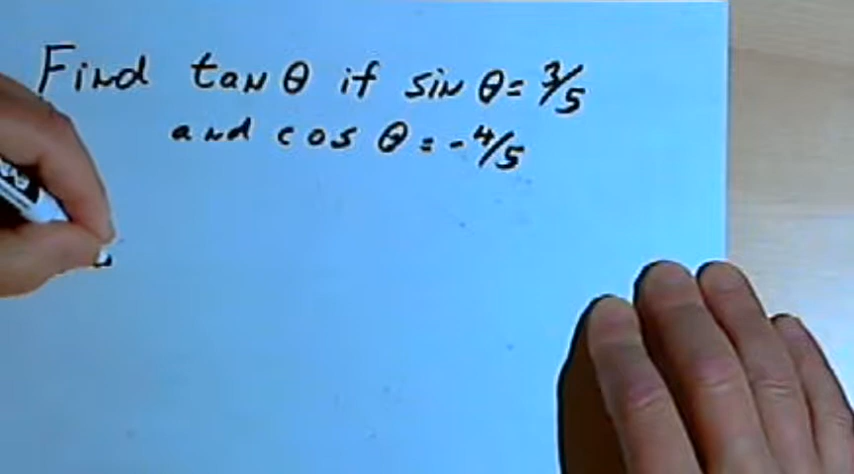 Find tan θ if sin θ = 3/5
and cos θ = -4/5